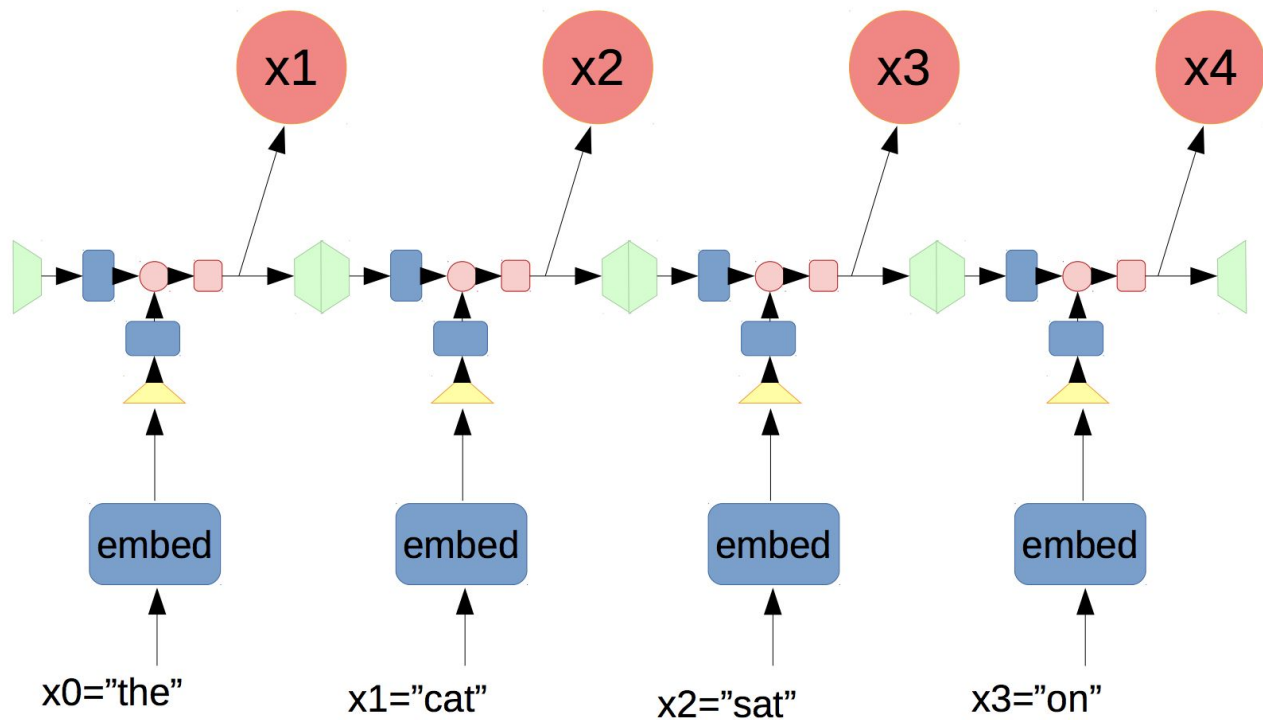 x1 x2 x3 x4
embed embed embed embed
x0=”the” x1=”cat” x2=”sat” x3=”on”